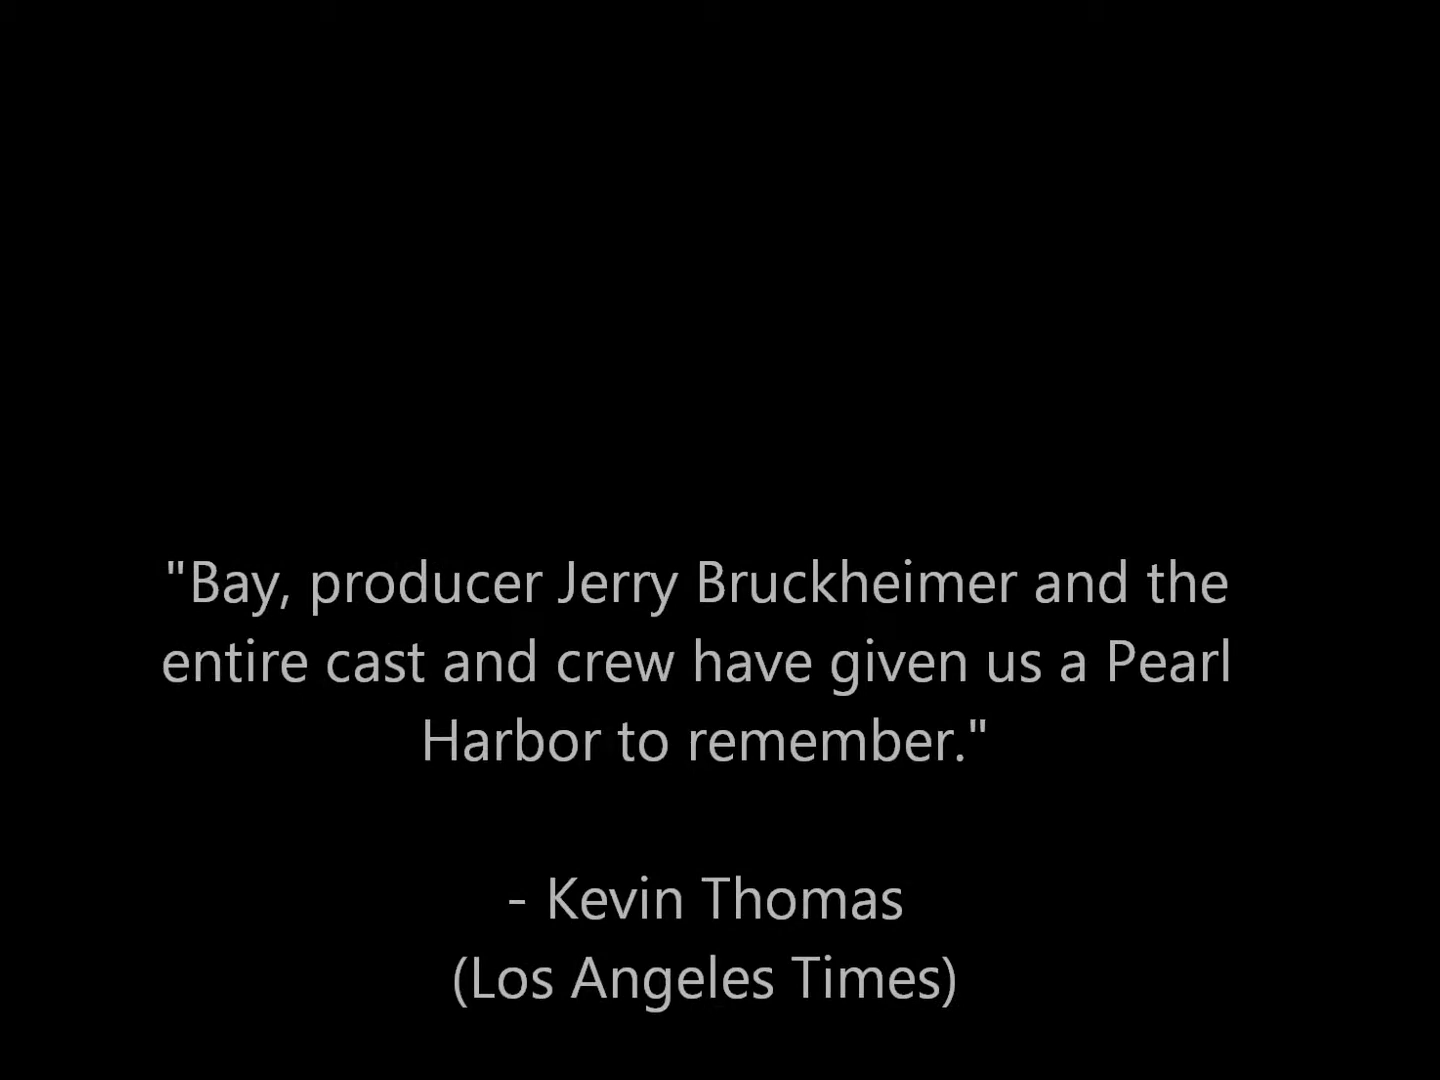 "Bay, producer Jerry Bruckheimer and the
entire cast and crew have given us a Pearl
Harbor to remember."
- Kevin Thomas
(Los Angeles Times)